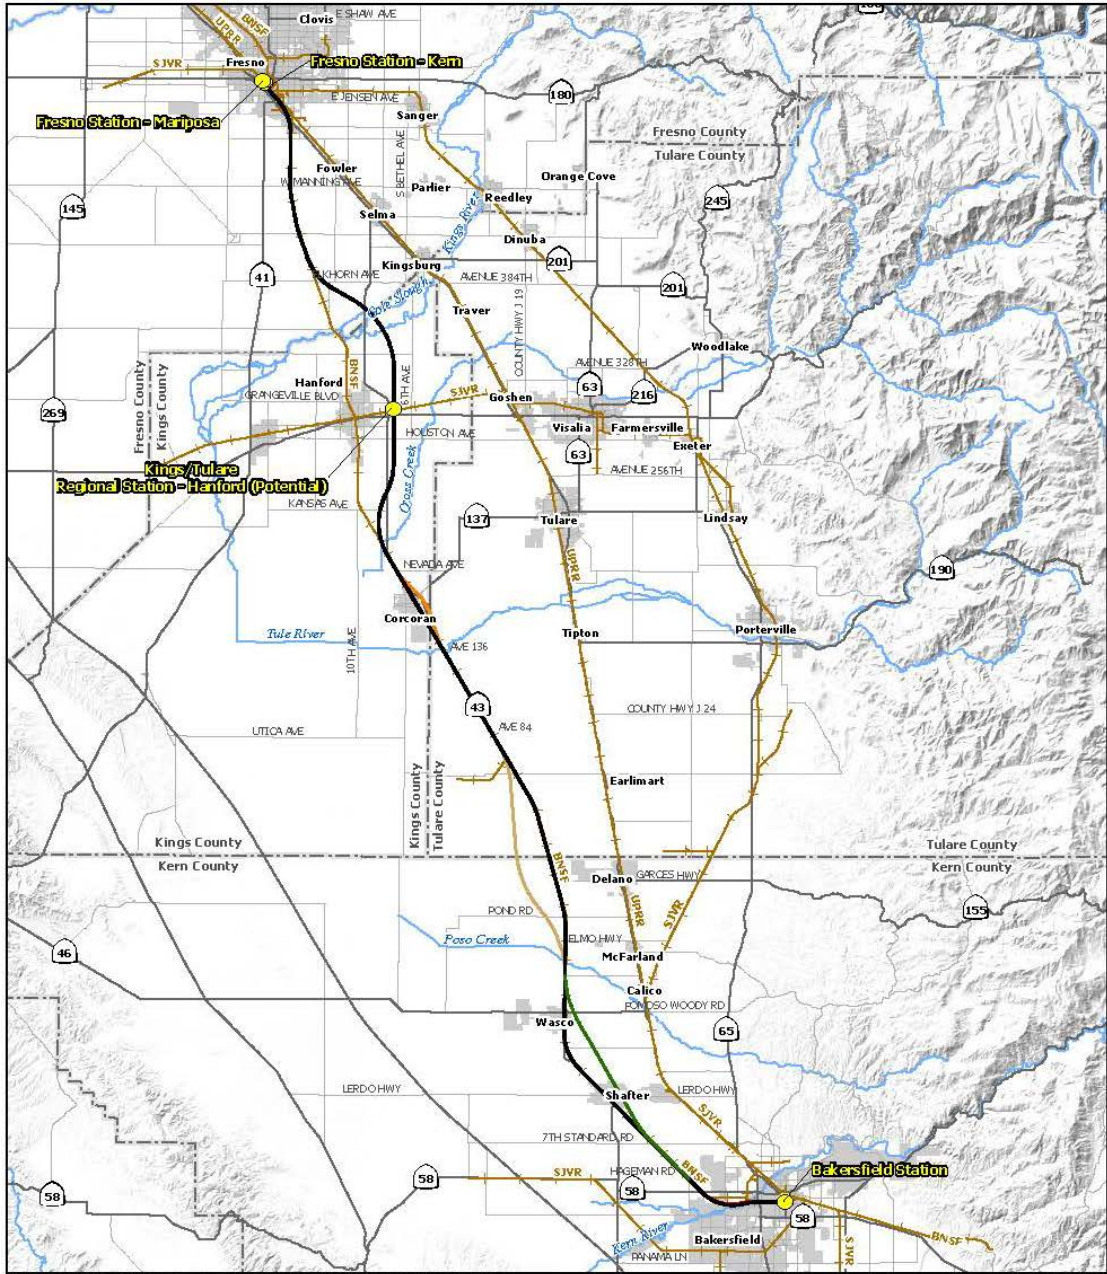 E SHAW AVE
Clovis
180
BNSF
UPRR
SJVR
Fresno
Fresno Station - Kern
E JENSEN AVE
180
Sanger
Fresno Station - Mariposa
Fresno County
Tulare County
S BETHEL AVE
Fowler
W MANNING AVE
Parlier
Orange Cove
Reedley
145
245
Selma
Kings River
Dinuba
Kingsburg
201
41
AVENUE 384TH
201
Cole Slough
Traver
COUNTY HWY J 19
Woodlake
BNSF
AVENUE 328TH
Hanford
63
216
GRANGEVILLE BLVD
6TH AVE
SJVR
Goshen
269
Fresno County
Kings County
HOUSTON AVE
Visalia
Farmersville
Exeter
63
Kings/Tulare
Regional Station - Hanford (Potential)
AVENUE 256TH
Cross Creek
KANSAS AVE
137
Tulare
Lindsay
UPRR
NEVADA AVE
190
Corcoran
Tule River
AVE 136
Tipton
Porterville
10TH AVE
43
COUNTY HWY J 24
AVE 84
UTICA AVE
Kings County
Tulare County
Earlimart
Kings County
Kern County
Tulare County
Kern County
BNSF
Delano
GARCES HWY
UPRR
SJVR
POND RD
155
Poso Creek
ELMO HWY
46
McFarland
Calico
Wasco
65
LERDO HWY
Shafter
LERDO HWY
SJVR
7TH STANDARD RD
BNSF
HAGEMAN RD
Bakersfield Station
SJVR
58
58
58
58
Kern River
Bakersfield
BNSF
SJVR
PANAMA LN